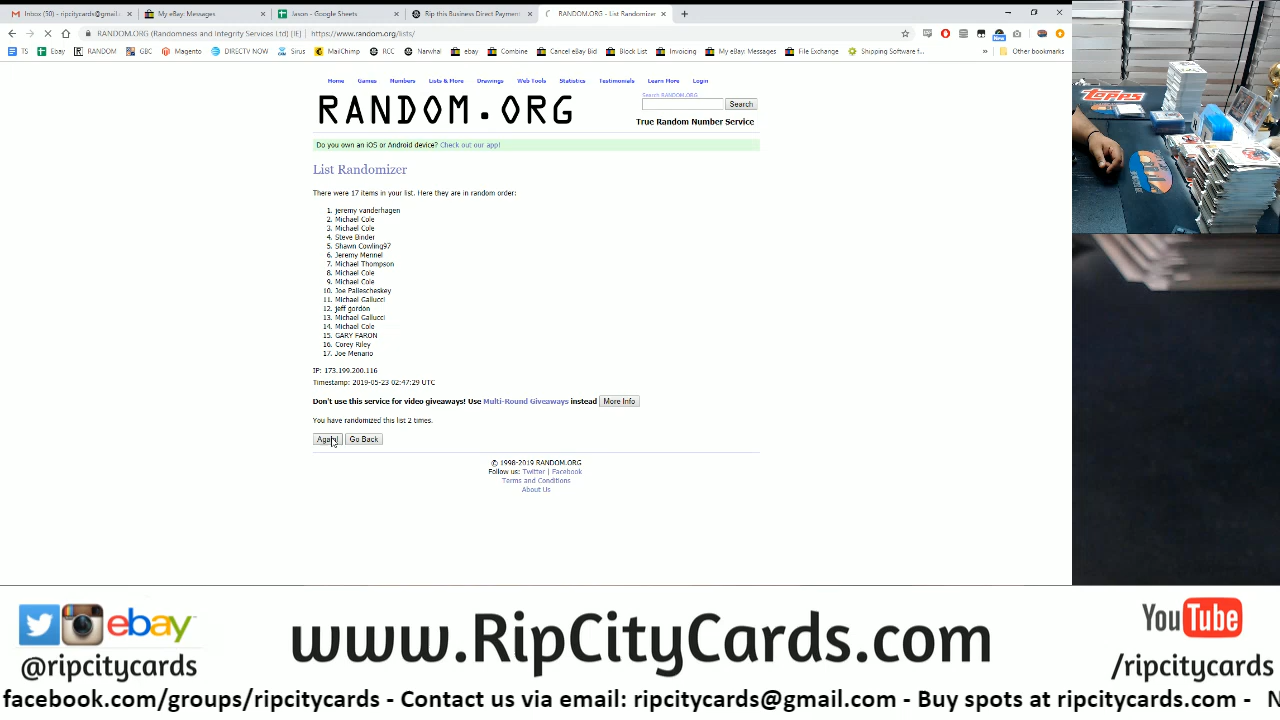 Inbox (30) - ripcitycards@gmail.c
My eBay: Messages
Jason - Google Sheets
Rip this Business Direct Payment
RANDOM.ORG - List Randomizer
RANDOM.ORG (Randomness and Integrity Services Ltd) [IE] | https://www.random.org/lists/
TS Ebay RANDOM GBC Magento DIRECTV NOW Sirus MailChimp RCC Narwhal ebay Combine Cancel eBay Bid Block List Invoicing My eBay: Messages File Exchange Shipping Software f... » Other bookmarks
New
Home Games Numbers Lists & More Drawings Web Tools Statistics Testimonials Learn More Login
Search RANDOM.ORG
RANDOM.ORG
Search
True Random Number Service
Do you own an iOS or Android device? Check out our app!
List Randomizer
There were 17 items in your list. Here they are in random order:
1. jeremy vanderhagen
2. Michael Cole
3. Michael Cole
4. Steve Binder
5. Shawn Cowling97
6. Jeremy Mennel
7. Michael Thompson
8. Michael Cole
9. Michael Cole
10. Joe Pallescheskey
11. Michael Gallucci
12. jeff gordon
13. Michael Gallucci
14. Michael Cole
15. GARY FARON
16. Corey Riley
17. Joe Menario
IP: 173.199.200.116
Timestamp: 2019-05-23 02:47:29 UTC
Don't use this service for video giveaways! Use Multi-Round Giveaways instead More Info
You have randomized this list 2 times.
Again! Go Back
© 1998-2019 RANDOM.ORG
Follow us: Twitter | Facebook
Terms and Conditions
About Us
Topps
ebay
@ripcitycards
www.RipCityCards.com
YouTube
/ripcitycards
facebook.com/groups/ripcitycards - Contact us via email: ripcitycards@gmail.com - Buy spots at ripcitycards.com - N